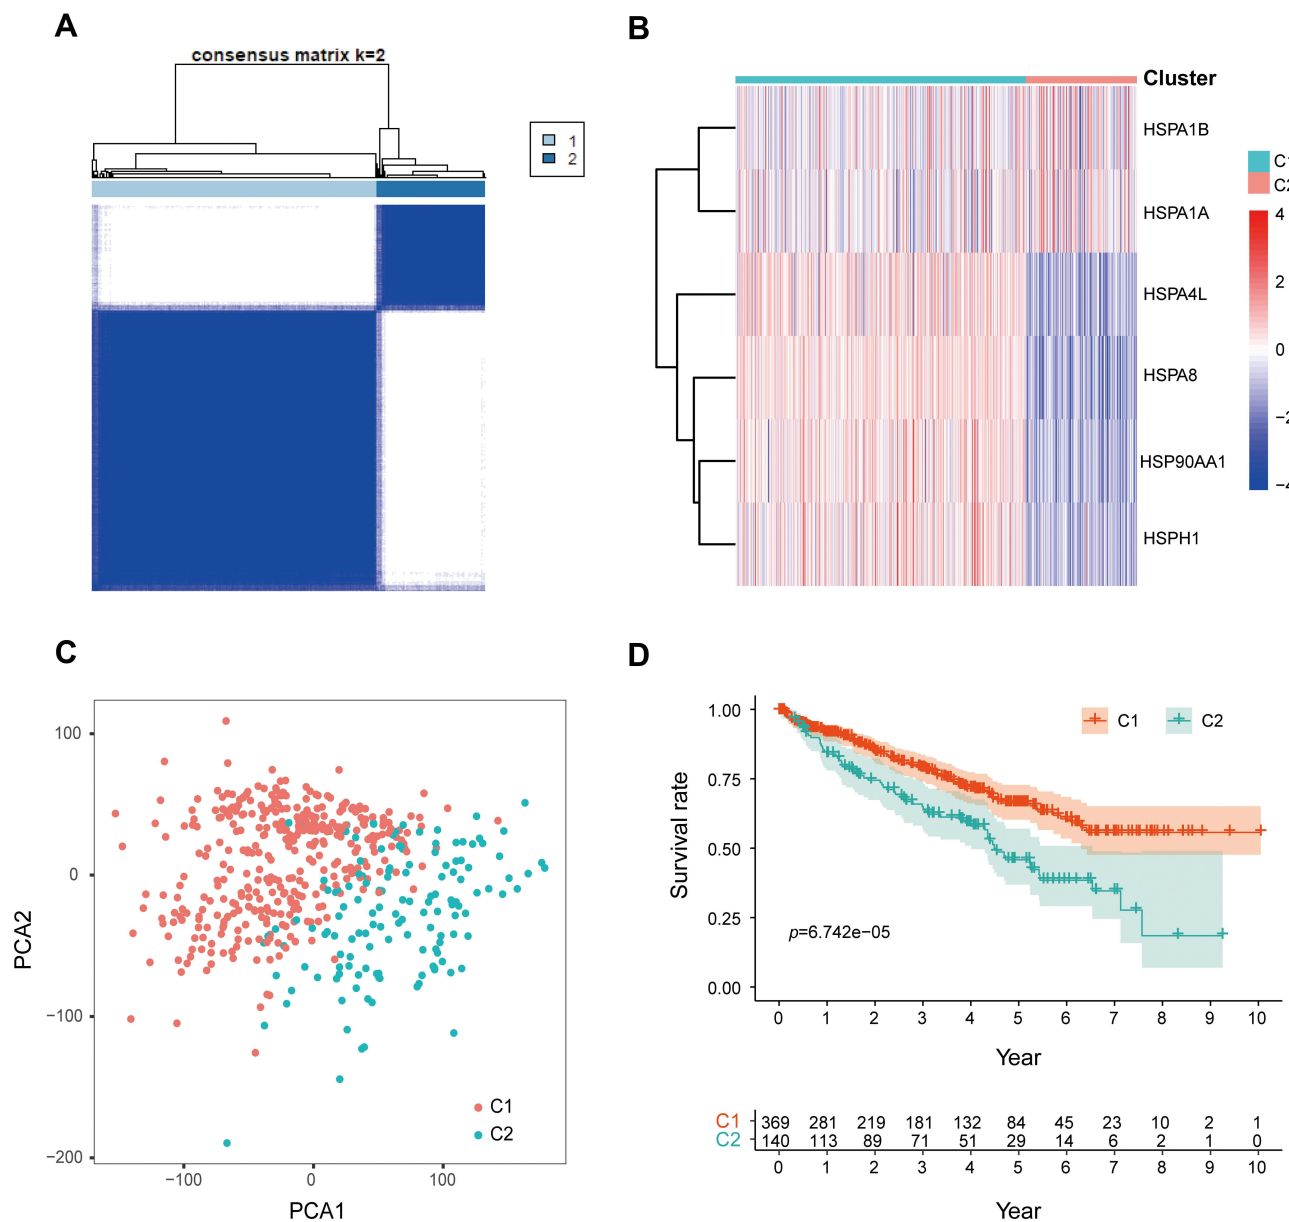 A
consensus matrix k=2
1
2
B
Cluster
HSPA1B
HSPA1A
HSPA4L
HSPA8
HSP90AA1
HSPH1
C1
C2
4
2
0
−2
−4
C
100
0
−100
−200
PCA2
−100
0
100
PCA1
C1
C2
D
1.00
0.75
0.50
0.25
0.00
Survival rate
C1
C2
p=6.742e−05
0 1 2 3 4 5 6 7 8 9 10
Year
C1 369 281 219 181 132 84 45 23 10 2 1
C2 140 113 89 71 51 29 14 6 2 1 0
0 1 2 3 4 5 6 7 8 9 10
Year